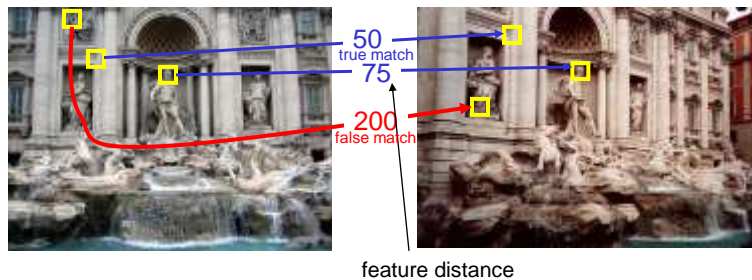 50
true match
75
200
false match
feature distance